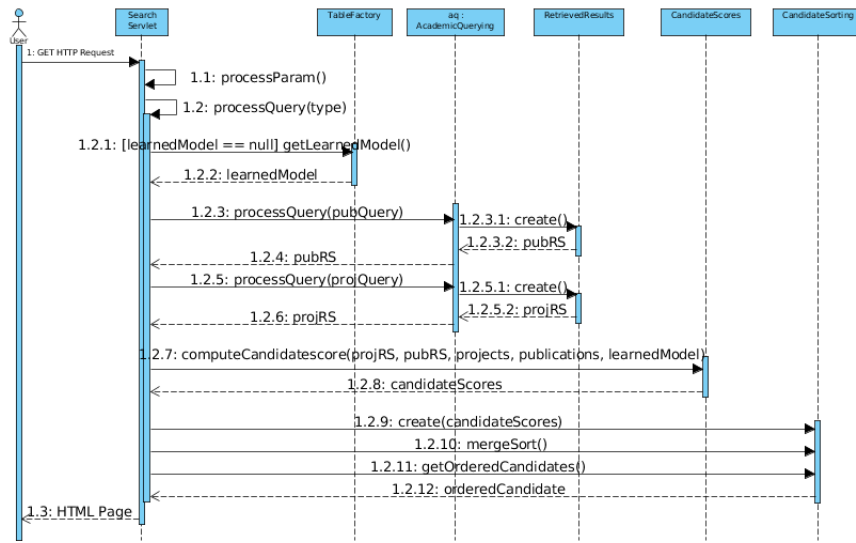 Search
Servlet
TableFactory
aq :
AcademicQuerying
RetrievedResults
CandidateScores
CandidateSorting
User
1: GET HTTP Request
1.1: processParam()
1.2: processQuery(type)
1.2.1: [learnedModel == null] getLearnedModel()
1.2.2: learnedModel
1.2.3: processQuery(pubQuery)
1.2.3.1: create()
1.2.3.2: pubRS
1.2.4: pubRS
1.2.5: processQuery(projQuery)
1.2.5.1: create()
1.2.5.2: projRS
1.2.6: projRS
1.2.7: computeCandidatescore(projRS, pubRS, projects, publications, learnedModel)
1.2.8: candidateScores
1.2.9: create(candidateScores)
1.2.10: mergeSort()
1.2.11: getOrderedCandidates()
1.2.12: orderedCandidate
1.3: HTML Page